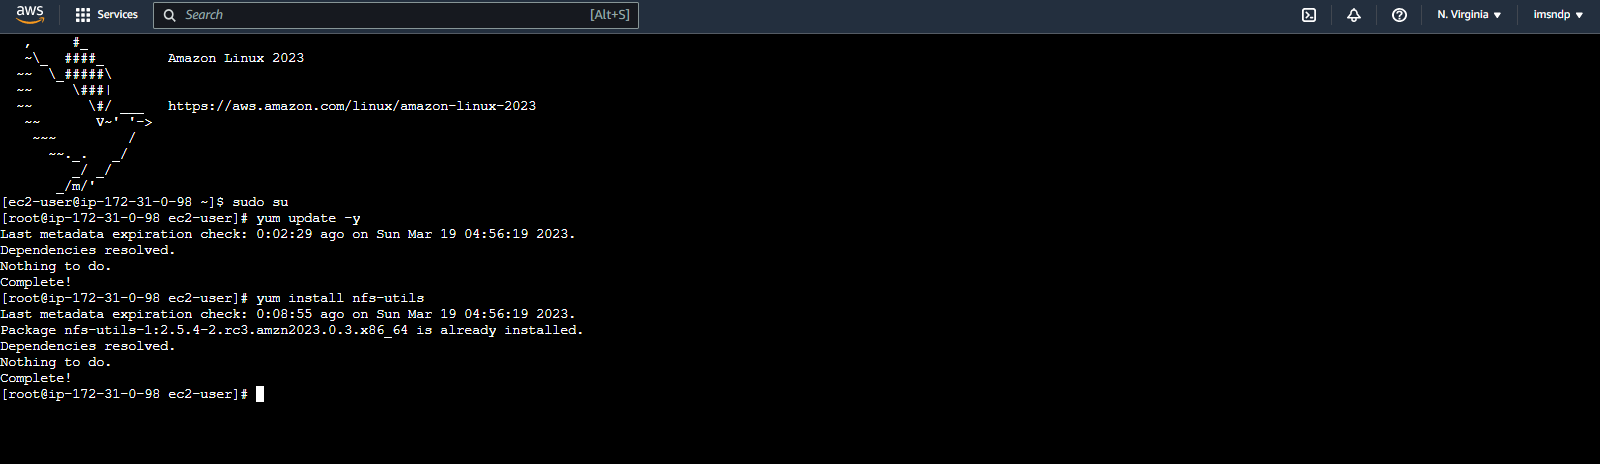 aws Services Search [Alt+S] N. Virginia imsndp
   ,     #_
   ~\_  ####_        Amazon Linux 2023
  ~~  \_#####\
  ~~     \###|
  ~~       \#/ ___   https://aws.amazon.com/linux/amazon-linux-2023
   ~~       V~' '->
    ~~~         /
      ~~._.   _/
         _/ _/
       _/m/'
[ec2-user@ip-172-31-0-98 ~]$ sudo su
[root@ip-172-31-0-98 ec2-user]# yum update -y
Last metadata expiration check: 0:02:29 ago on Sun Mar 19 04:56:19 2023.
Dependencies resolved.
Nothing to do.
Complete!
[root@ip-172-31-0-98 ec2-user]# yum install nfs-utils
Last metadata expiration check: 0:08:55 ago on Sun Mar 19 04:56:19 2023.
Package nfs-utils-1:2.5.4-2.rc3.amzn2023.0.3.x86_64 is already installed.
Dependencies resolved.
Nothing to do.
Complete!
[root@ip-172-31-0-98 ec2-user]#